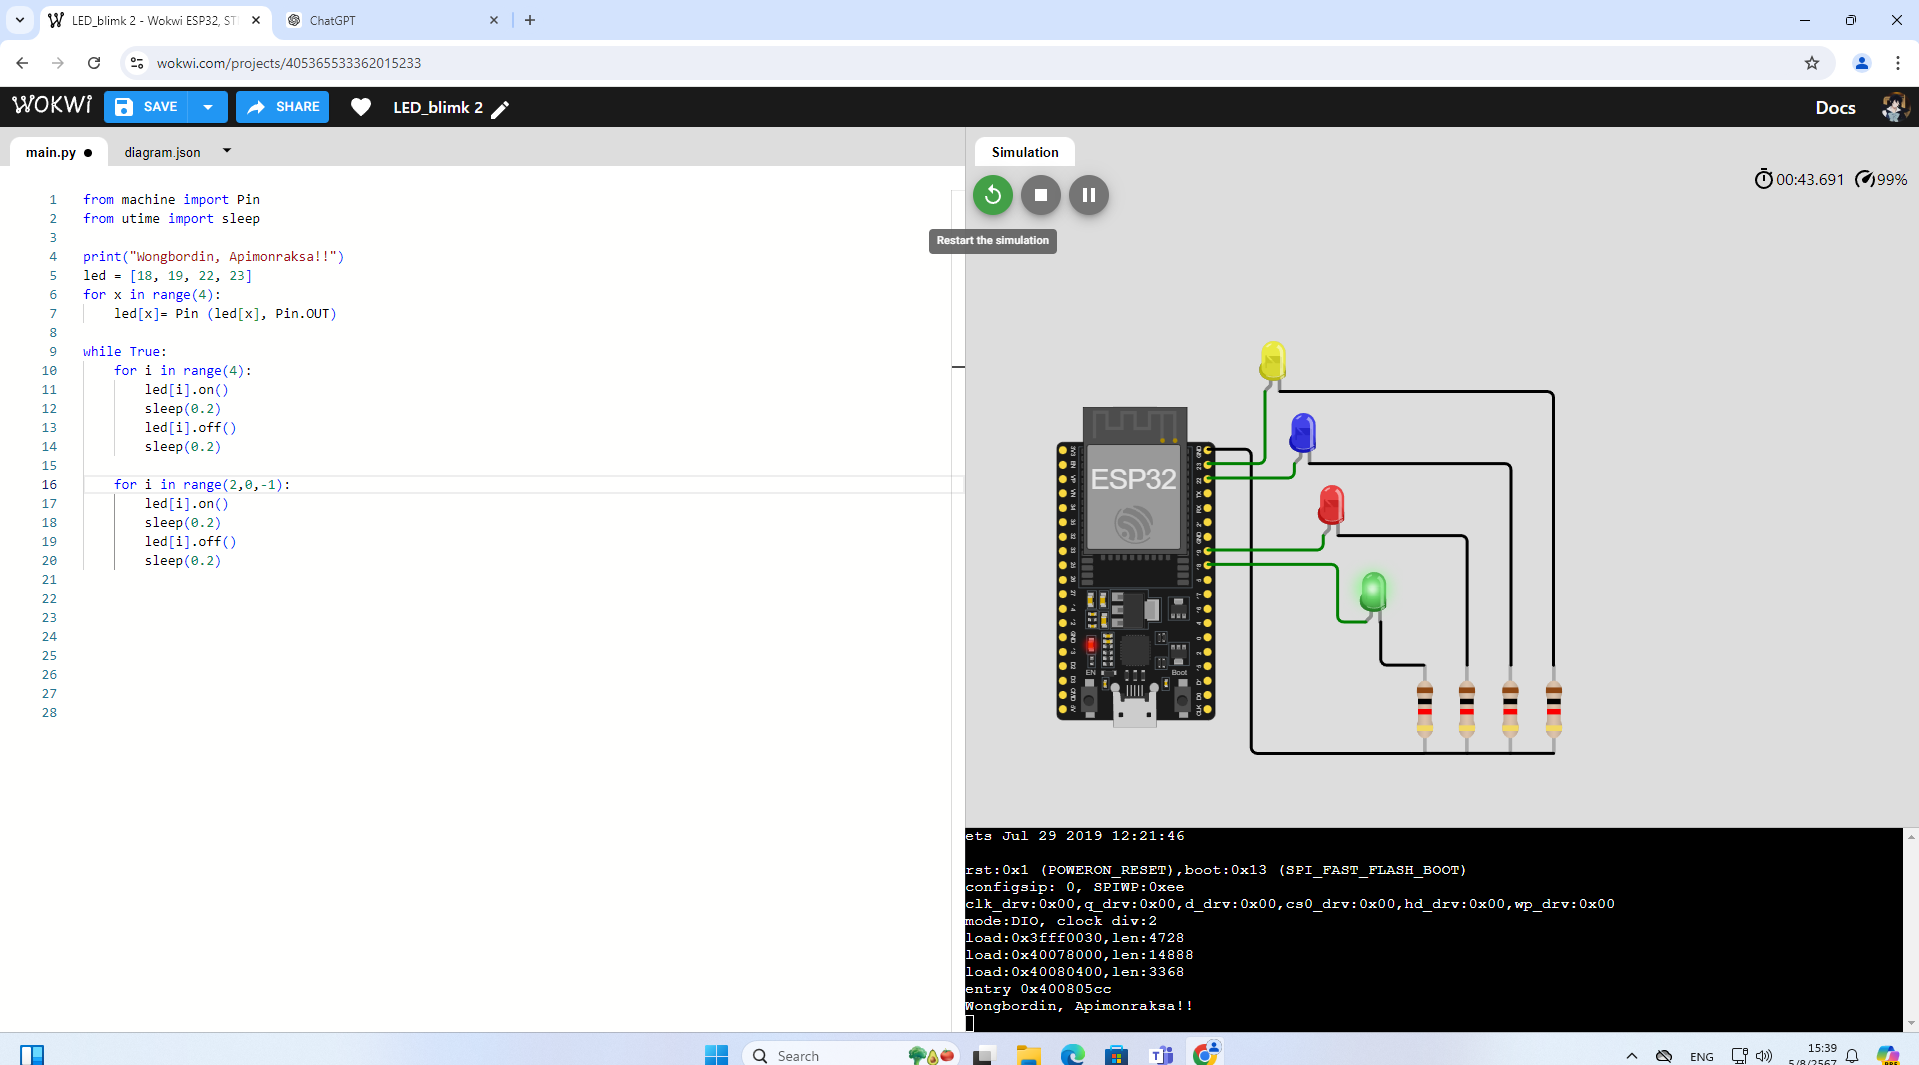 LED_blimk 2 - Wokwi ESP32, ST
ChatGPT
wokwi.com/projects/405365533362015233
WOKWi
SAVE
SHARE
LED_blimk 2
Docs
main.py
diagram.json
Simulation
00:43.691
99%
Restart the simulation
1 from machine import Pin
2 from utime import sleep
3
4 print("Wongbordin, Apimonraksa!!")
5 led = [18, 19, 22, 23]
6 for x in range(4):
7 led[x]= Pin (led[x], Pin.OUT)
8
9 while True:
10 for i in range(4):
11 led[i].on()
12 sleep(0.2)
13 led[i].off()
14 sleep(0.2)
15
16 for i in range(2,0,-1):
17 led[i].on()
18 sleep(0.2)
19 led[i].off()
20 sleep(0.2)
21
22
23
24
25
26
27
28
ESP32
EN
Boot
ets Jul 29 2019 12:21:46
rst:0x1 (POWERON_RESET),boot:0x13 (SPI_FAST_FLASH_BOOT)
configsip: 0, SPIWP:0xee
clk_drv:0x00,q_drv:0x00,d_drv:0x00,cs0_drv:0x00,hd_drv:0x00,wp_drv:0x00
mode:DIO, clock div:2
load:0x3fff0030,len:4728
load:0x40078000,len:14888
load:0x40080400,len:3368
entry 0x400805cc
Wongbordin, Apimonraksa!!
Search
ENG
15:39
5/8/2567